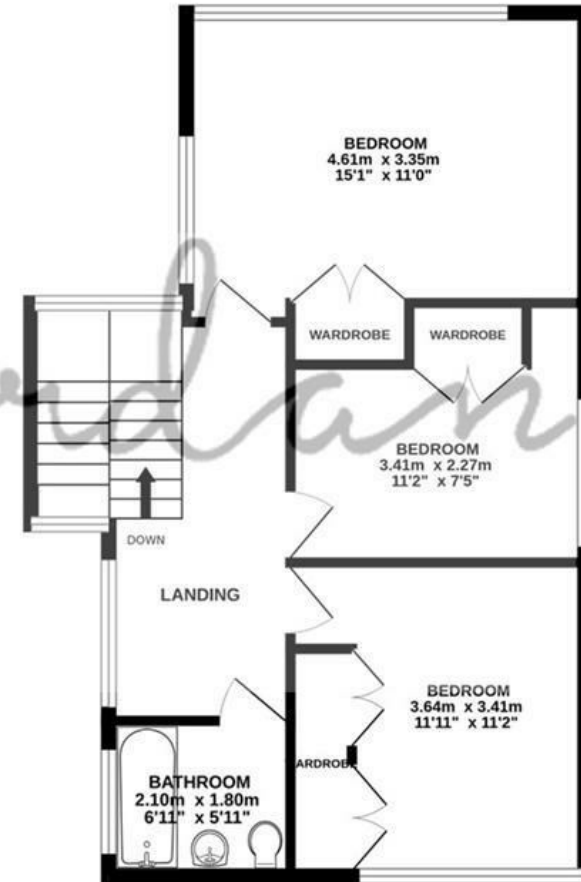 BEDROOM
4.61m x 3.35m
15'1" x 11'0"
WARDROBE
WARDROBE
BEDROOM
3.41m x 2.27m
11'2" x 7'5"
DOWN
LANDING
BEDROOM
3.64m x 3.41m
11'11" x 11'2"
ARDROBE
BATHROOM
2.10m x 1.80m
6'11" x 5'11"
rdan